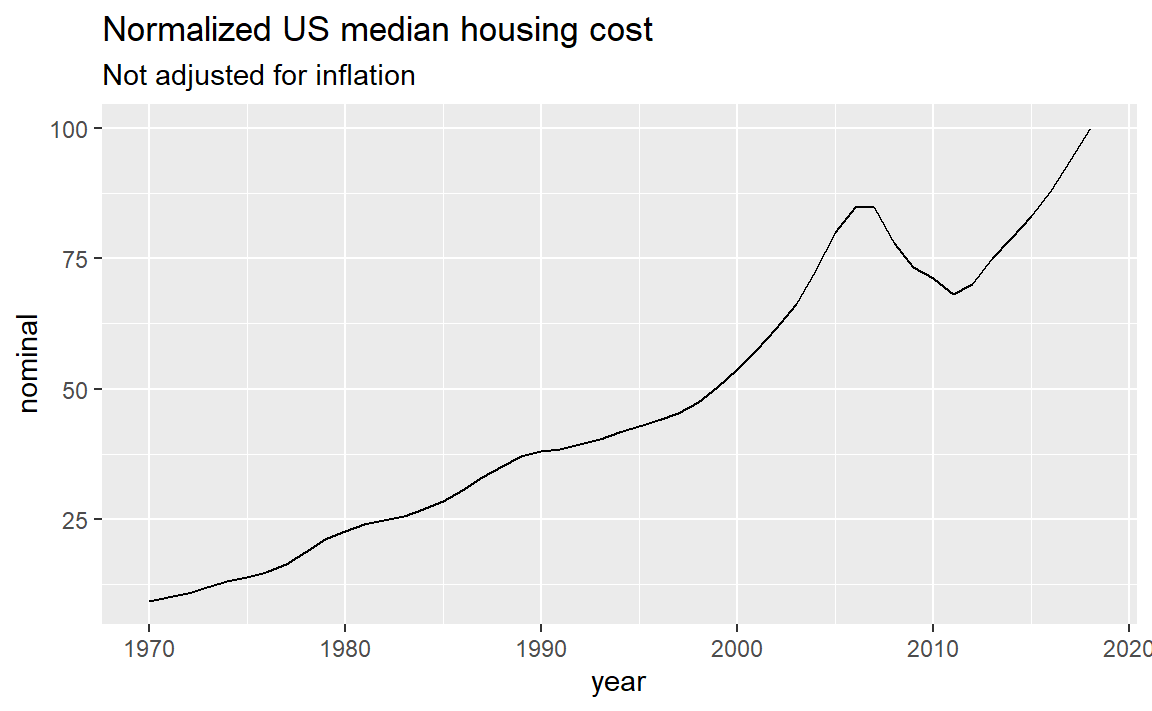 Normalized US median housing cost
Not adjusted for inflation
100
75
50
25
nominal
1970 1980 1990 2000 2010 2020
year